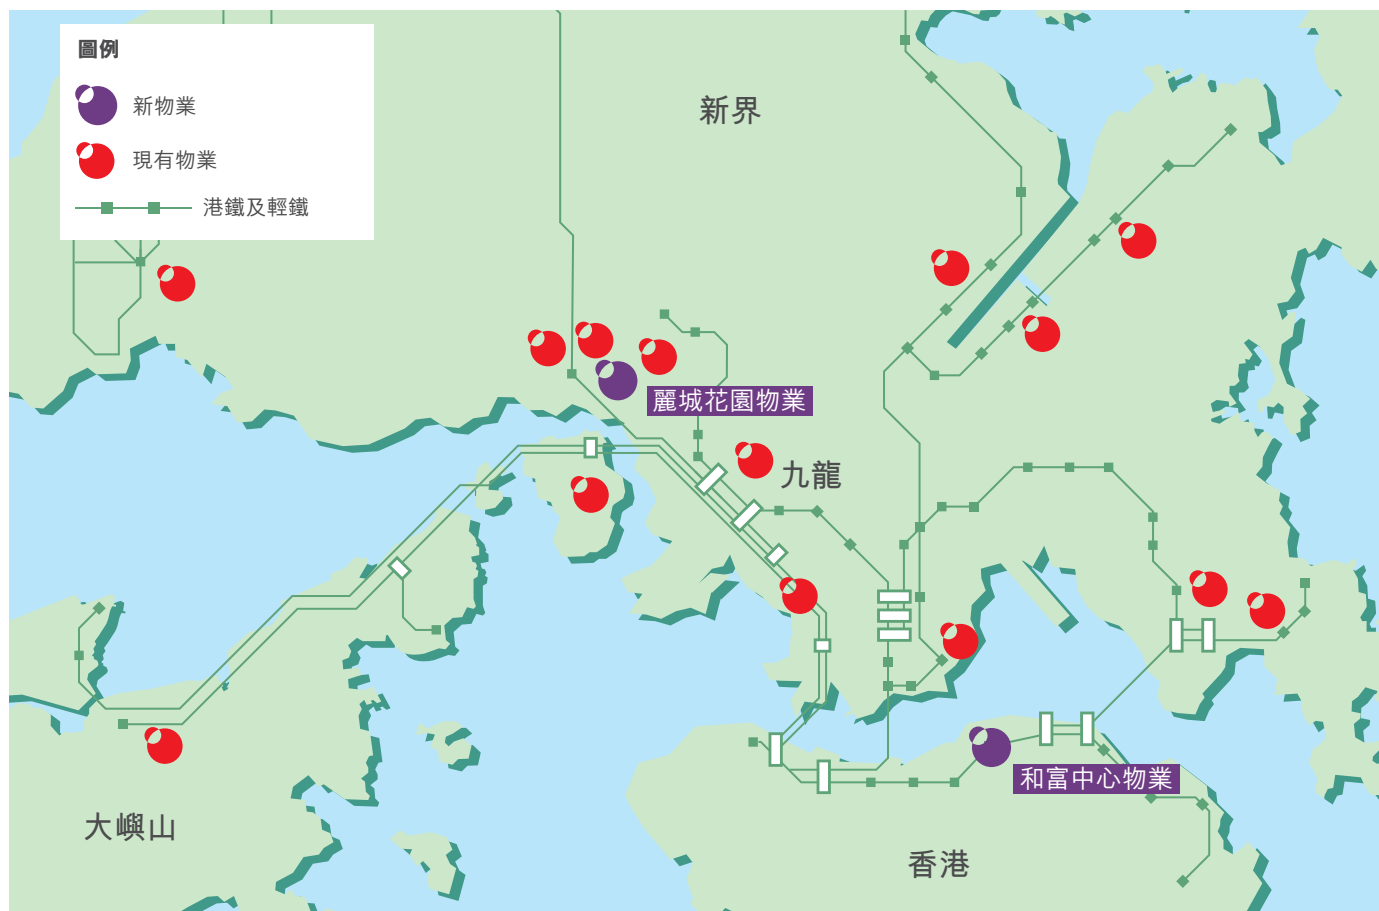 圖例
新物業
現有物業
港鐵及輕鐵
新界
麗城花園物業
九龍
和富中心物業
大嶼山
香港